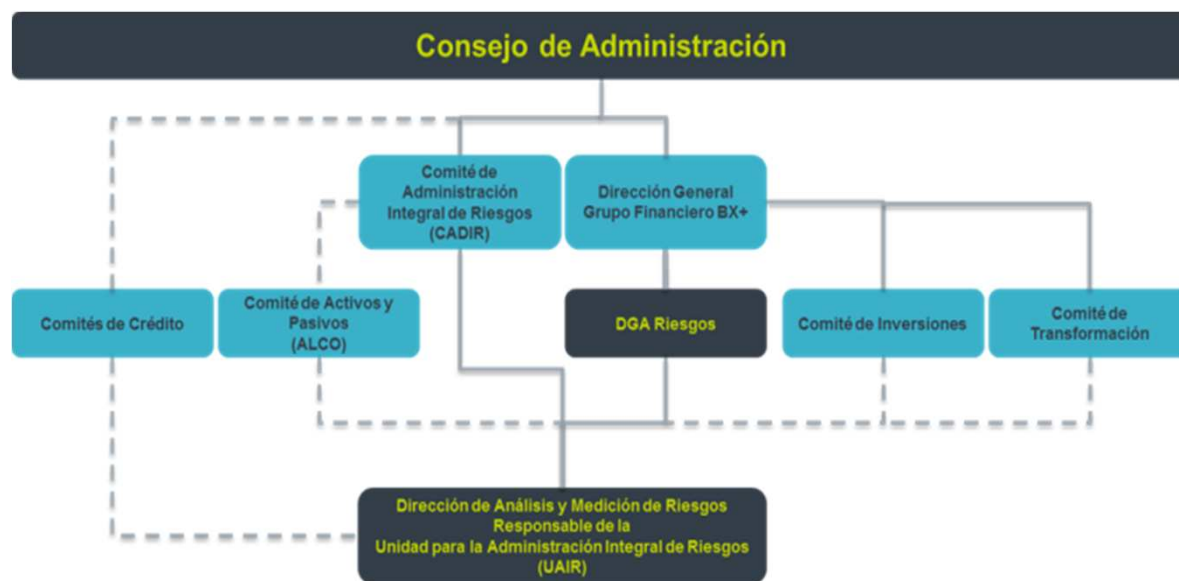 Consejo de Administración
Comité de
Administración
Integral de Riesgos
(CADIR)
Dirección General
Grupo Financiero BX+
Comités de Crédito
Comité de Activos y
Pasivos
(ALCO)
DGA Riesgos
Comité de Inversiones
Comité de
Transformación
Dirección de Análisis y Medición de Riesgos
Responsable de la
Unidad para la Administración Integral de Riesgos
(UAIR)